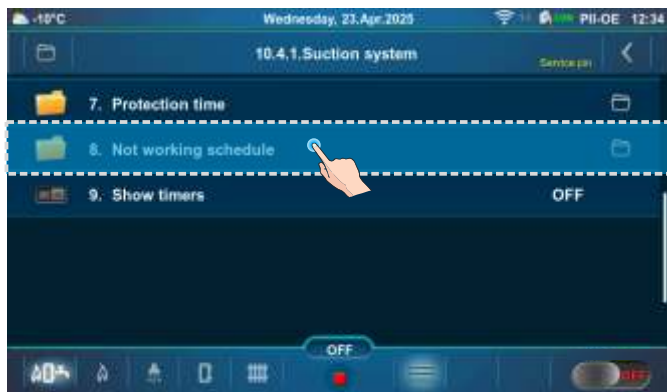 -10°C Wednesday, 23.Apr.2025 PII-OE 12:34
10.4.1.Suction system
Service pin
7. Protection time
8. Not working schedule
9. Show timers OFF
OFF
OFF